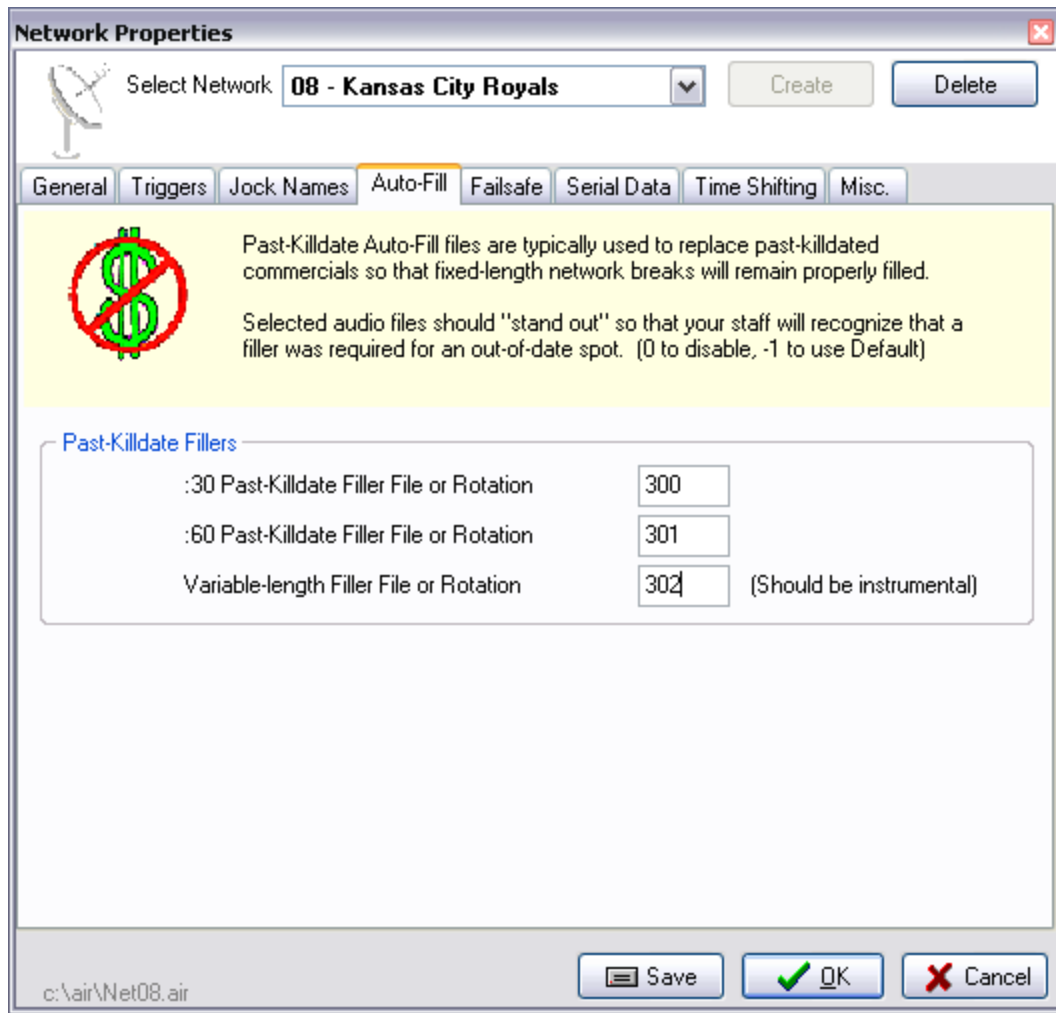 Network Properties
Select Network 08 - Kansas City Royals Create Delete
General Triggers Jock Names Auto-Fill Failsafe Serial Data Time Shifting Misc.
Past-Killdate Auto-Fill files are typically used to replace past-killdated
commercials so that fixed-length network breaks will remain properly filled.
Selected audio files should "stand out" so that your staff will recognize that a
filler was required for an out-of-date spot. (0 to disable, -1 to use Default)
Past-Killdate Fillers
:30 Past-Killdate Filler File or Rotation 300
:60 Past-Killdate Filler File or Rotation 301
Variable-length Filler File or Rotation 302 (Should be instrumental)
c:\air\Net08.air Save OK Cancel